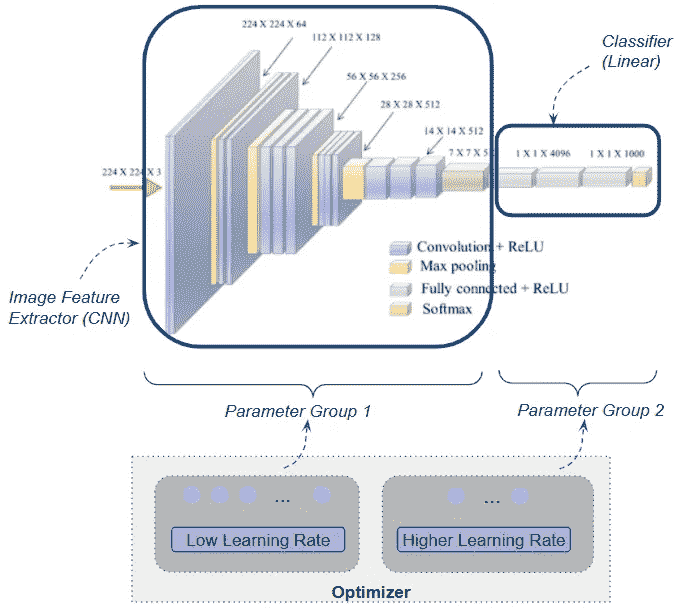 224 X 224 X 64
112 X 112 X 128
56 X 56 X 256
28 X 28 X 512
14 X 14 X 512
7 X 7 X 5
1 X 1 X 4096
1 X 1 X 1000
224 X 224 X 3
Classifier
(Linear)
Image Feature
Extractor (CNN)
Convolution + ReLU
Max pooling
Fully connected + ReLU
Softmax
Parameter Group 1
Parameter Group 2
...
...
Low Learning Rate
Higher Learning Rate
Optimizer